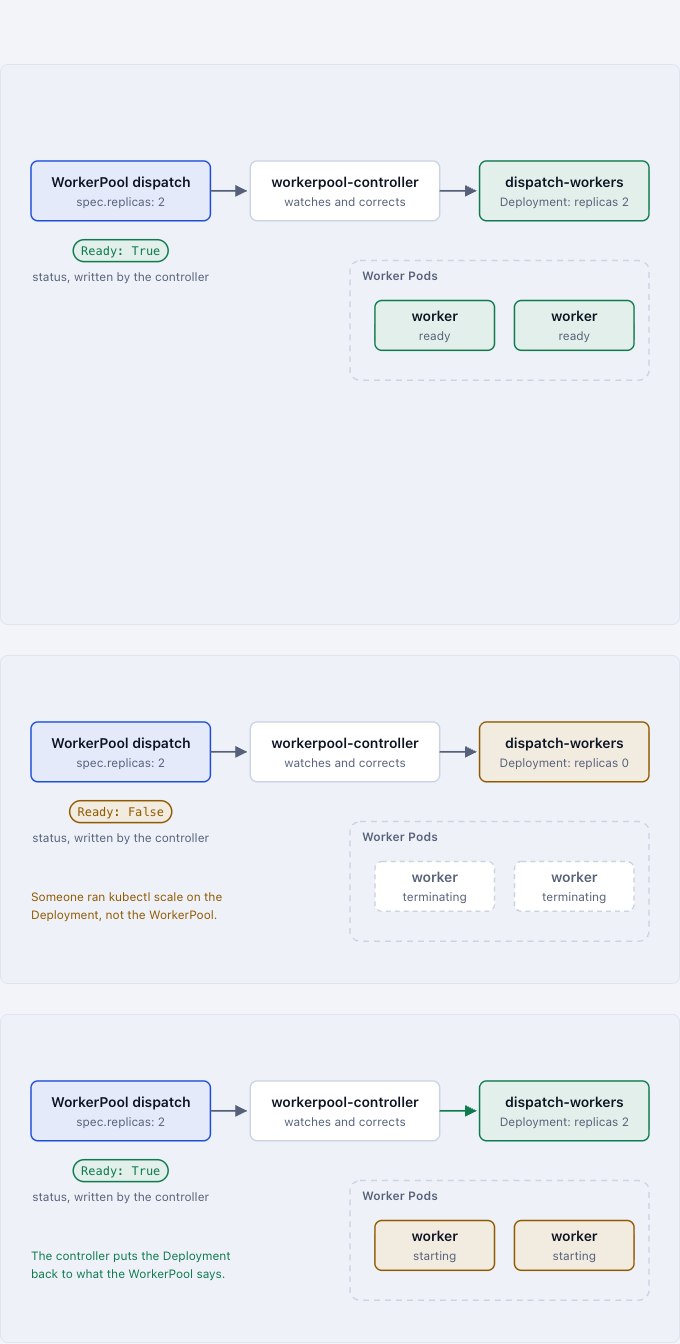 WorkerPool dispatch
spec.replicas: 2
workerpool-controller
watches and corrects
dispatch-workers
Deployment: replicas 2
Ready: True
status, written by the controller
Worker Pods
worker
ready
worker
ready
WorkerPool dispatch
spec.replicas: 2
workerpool-controller
watches and corrects
dispatch-workers
Deployment: replicas 0
Ready: False
status, written by the controller
Worker Pods
worker
terminating
worker
terminating
Someone ran kubectl scale on the
Deployment, not the WorkerPool.
WorkerPool dispatch
spec.replicas: 2
workerpool-controller
watches and corrects
dispatch-workers
Deployment: replicas 2
Ready: True
status, written by the controller
Worker Pods
worker
starting
worker
starting
The controller puts the Deployment
back to what the WorkerPool says.